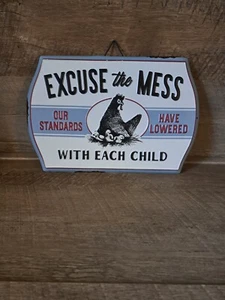 EXCUSE the MESS
OUR STANDARDS
HAVE LOWERED
WITH EACH CHILD